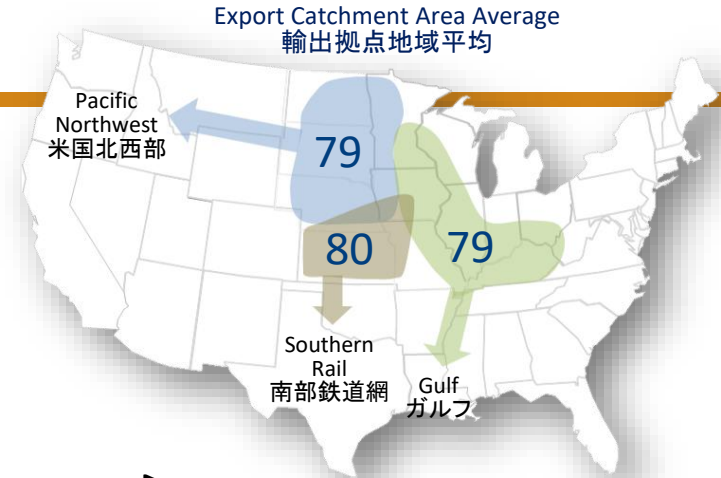 Export Catchment Area Average
輸出拠点地域平均
Pacific
Northwest
米国北西部
79
80
79
Southern
Rail
南部鉄道網
Gulf
ガルフ